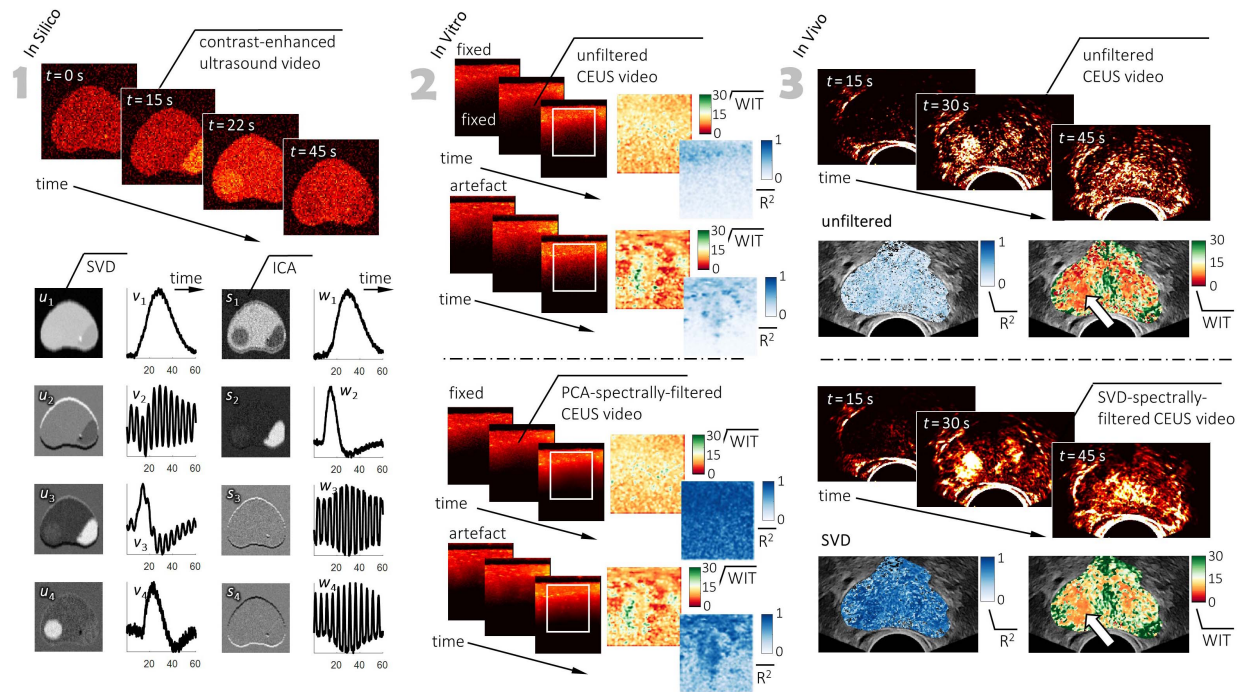 In Silico
1
contrast-enhanced
ultrasound video
t=0 s
t=15 s
t=22 s
t=45 s
time
SVD
time
ICA
time
u1
v1
s1
w1
20 40 60
20 40 60
u2
v2
s2
w2
20 40 60
20 40 60
u3
v3
s3
w3
20 40 60
20 40 60
u4
v4
s4
w4
20 40 60
20 40 60
In Vitro
2
fixed
unfiltered
CEUS video
fixed
30
15
0
WIT
1
0
R2
time
artefact
30
15
0
WIT
1
0
R2
time
fixed
PCA-spectrally-filtered
CEUS video
30
15
0
WIT
1
0
R2
time
artefact
30
15
0
WIT
1
0
R2
time
In Vivo
3
unfiltered
CEUS video
t=15 s
t=30 s
t=45 s
time
unfiltered
1
0
R2
30
15
0
WIT
SVD-spectrally-
filtered CEUS video
t=15 s
t=30 s
t=45 s
time
SVD
1
0
R2
30
15
0
WIT